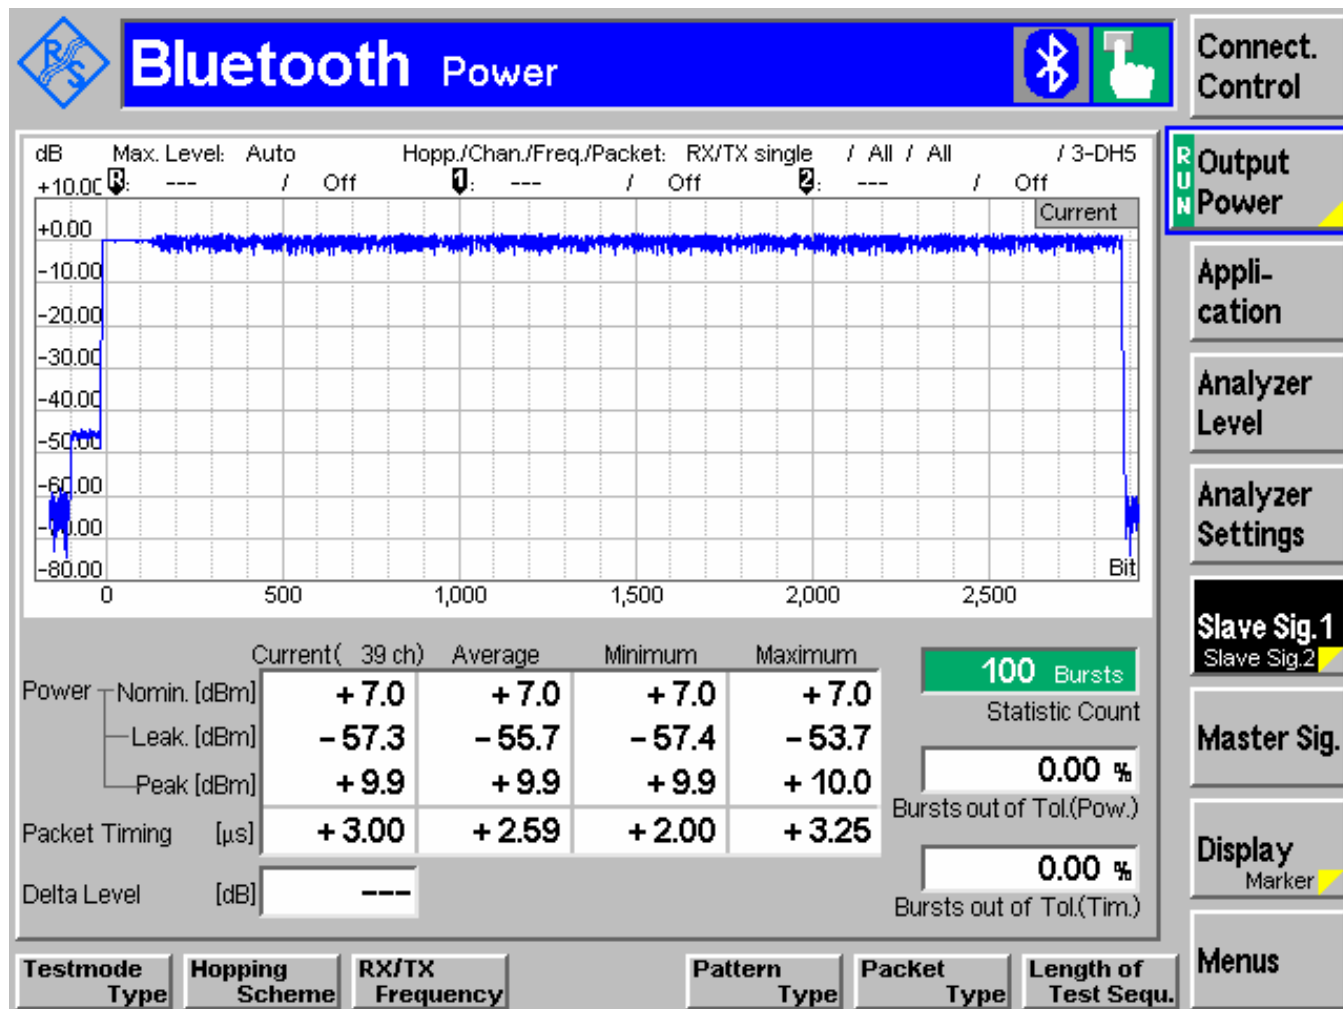 R S
Bluetooth Power
Connect. Control
dB Max. Level: Auto Hopp./Chan./Freq./Packet: RX/TX single / All / All / 3-DH5
R: --- / Off 1: --- / Off 2: --- / Off
Current
+10.00
+0.00
-10.00
-20.00
-30.00
-40.00
-50.00
-60.00
-80.00
Bit
0 500 1,000 1,500 2,000 2,500
Current( 39 ch) Average Minimum Maximum
Power Nomin. [dBm] +7.0 +7.0 +7.0 +7.0
Leak. [dBm] -57.3 -55.7 -57.4 -53.7
Peak [dBm] +9.9 +9.9 +9.9 +10.0
Packet Timing [µs] +3.00 +2.59 +2.00 +3.25
Delta Level [dB] ---
100 Bursts
Statistic Count
0.00 %
Bursts out of Tol.(Pow.)
0.00 %
Bursts out of Tol.(Tim.)
RUN
Output Power
Appli-
cation
Analyzer Level
Analyzer Settings
Slave Sig.1
Slave Sig.2
Master Sig.
Display
Marker
Menus
Testmode Type
Hopping Scheme
RX/TX Frequency
Pattern Type
Packet Type
Length of Test Sequ.